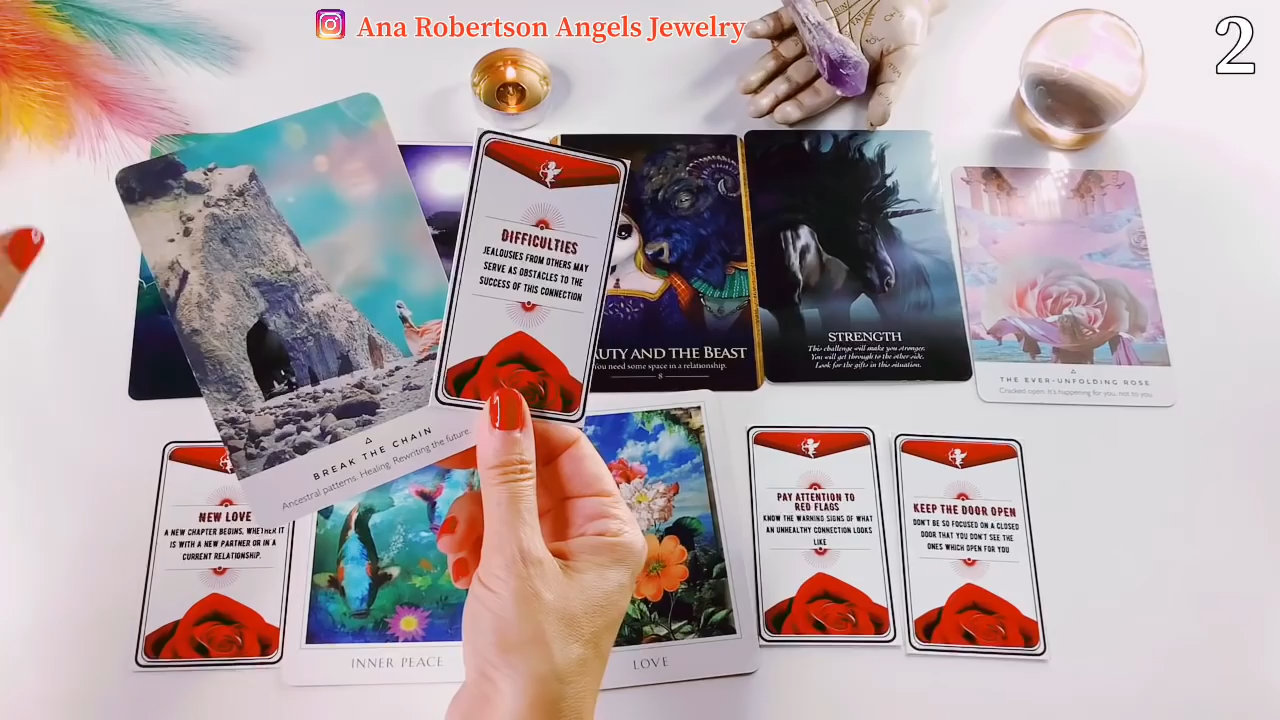 Ana Robertson Angels Jewelry
2
DIFFICULTIES
JEALOUSIES FROM OTHERS MAY
SERVE AS OBSTACLES TO THE
SUCCESS OF THIS CONNECTION
BREAK THE CHAIN
Ancestral patterns. Healing. Rewriting the future.
AUTY AND THE BEAST
You need some space in a relationship.
8
STRENGTH
This challenge will make you stronger.
You will get through to the other side.
Look for the gifts in this situation.
THE EVER-UNFOLDING ROSE
Cracked open. It's happening for you, not to you.
NEW LOVE
A NEW CHAPTER BEGINS, WHETHER IT
IS WITH A NEW PARTNER OR IN A
CURRENT RELATIONSHIP.
INNER PEACE
LOVE
PAY ATTENTION TO
RED FLAGS
KNOW THE WARNING SIGNS OF WHAT
AN UNHEALTHY CONNECTION LOOKS
LIKE
KEEP THE DOOR OPEN
DON'T BE SO FOCUSED ON A CLOSED
DOOR THAT YOU DON'T SEE THE
ONES WHICH OPEN FOR YOU